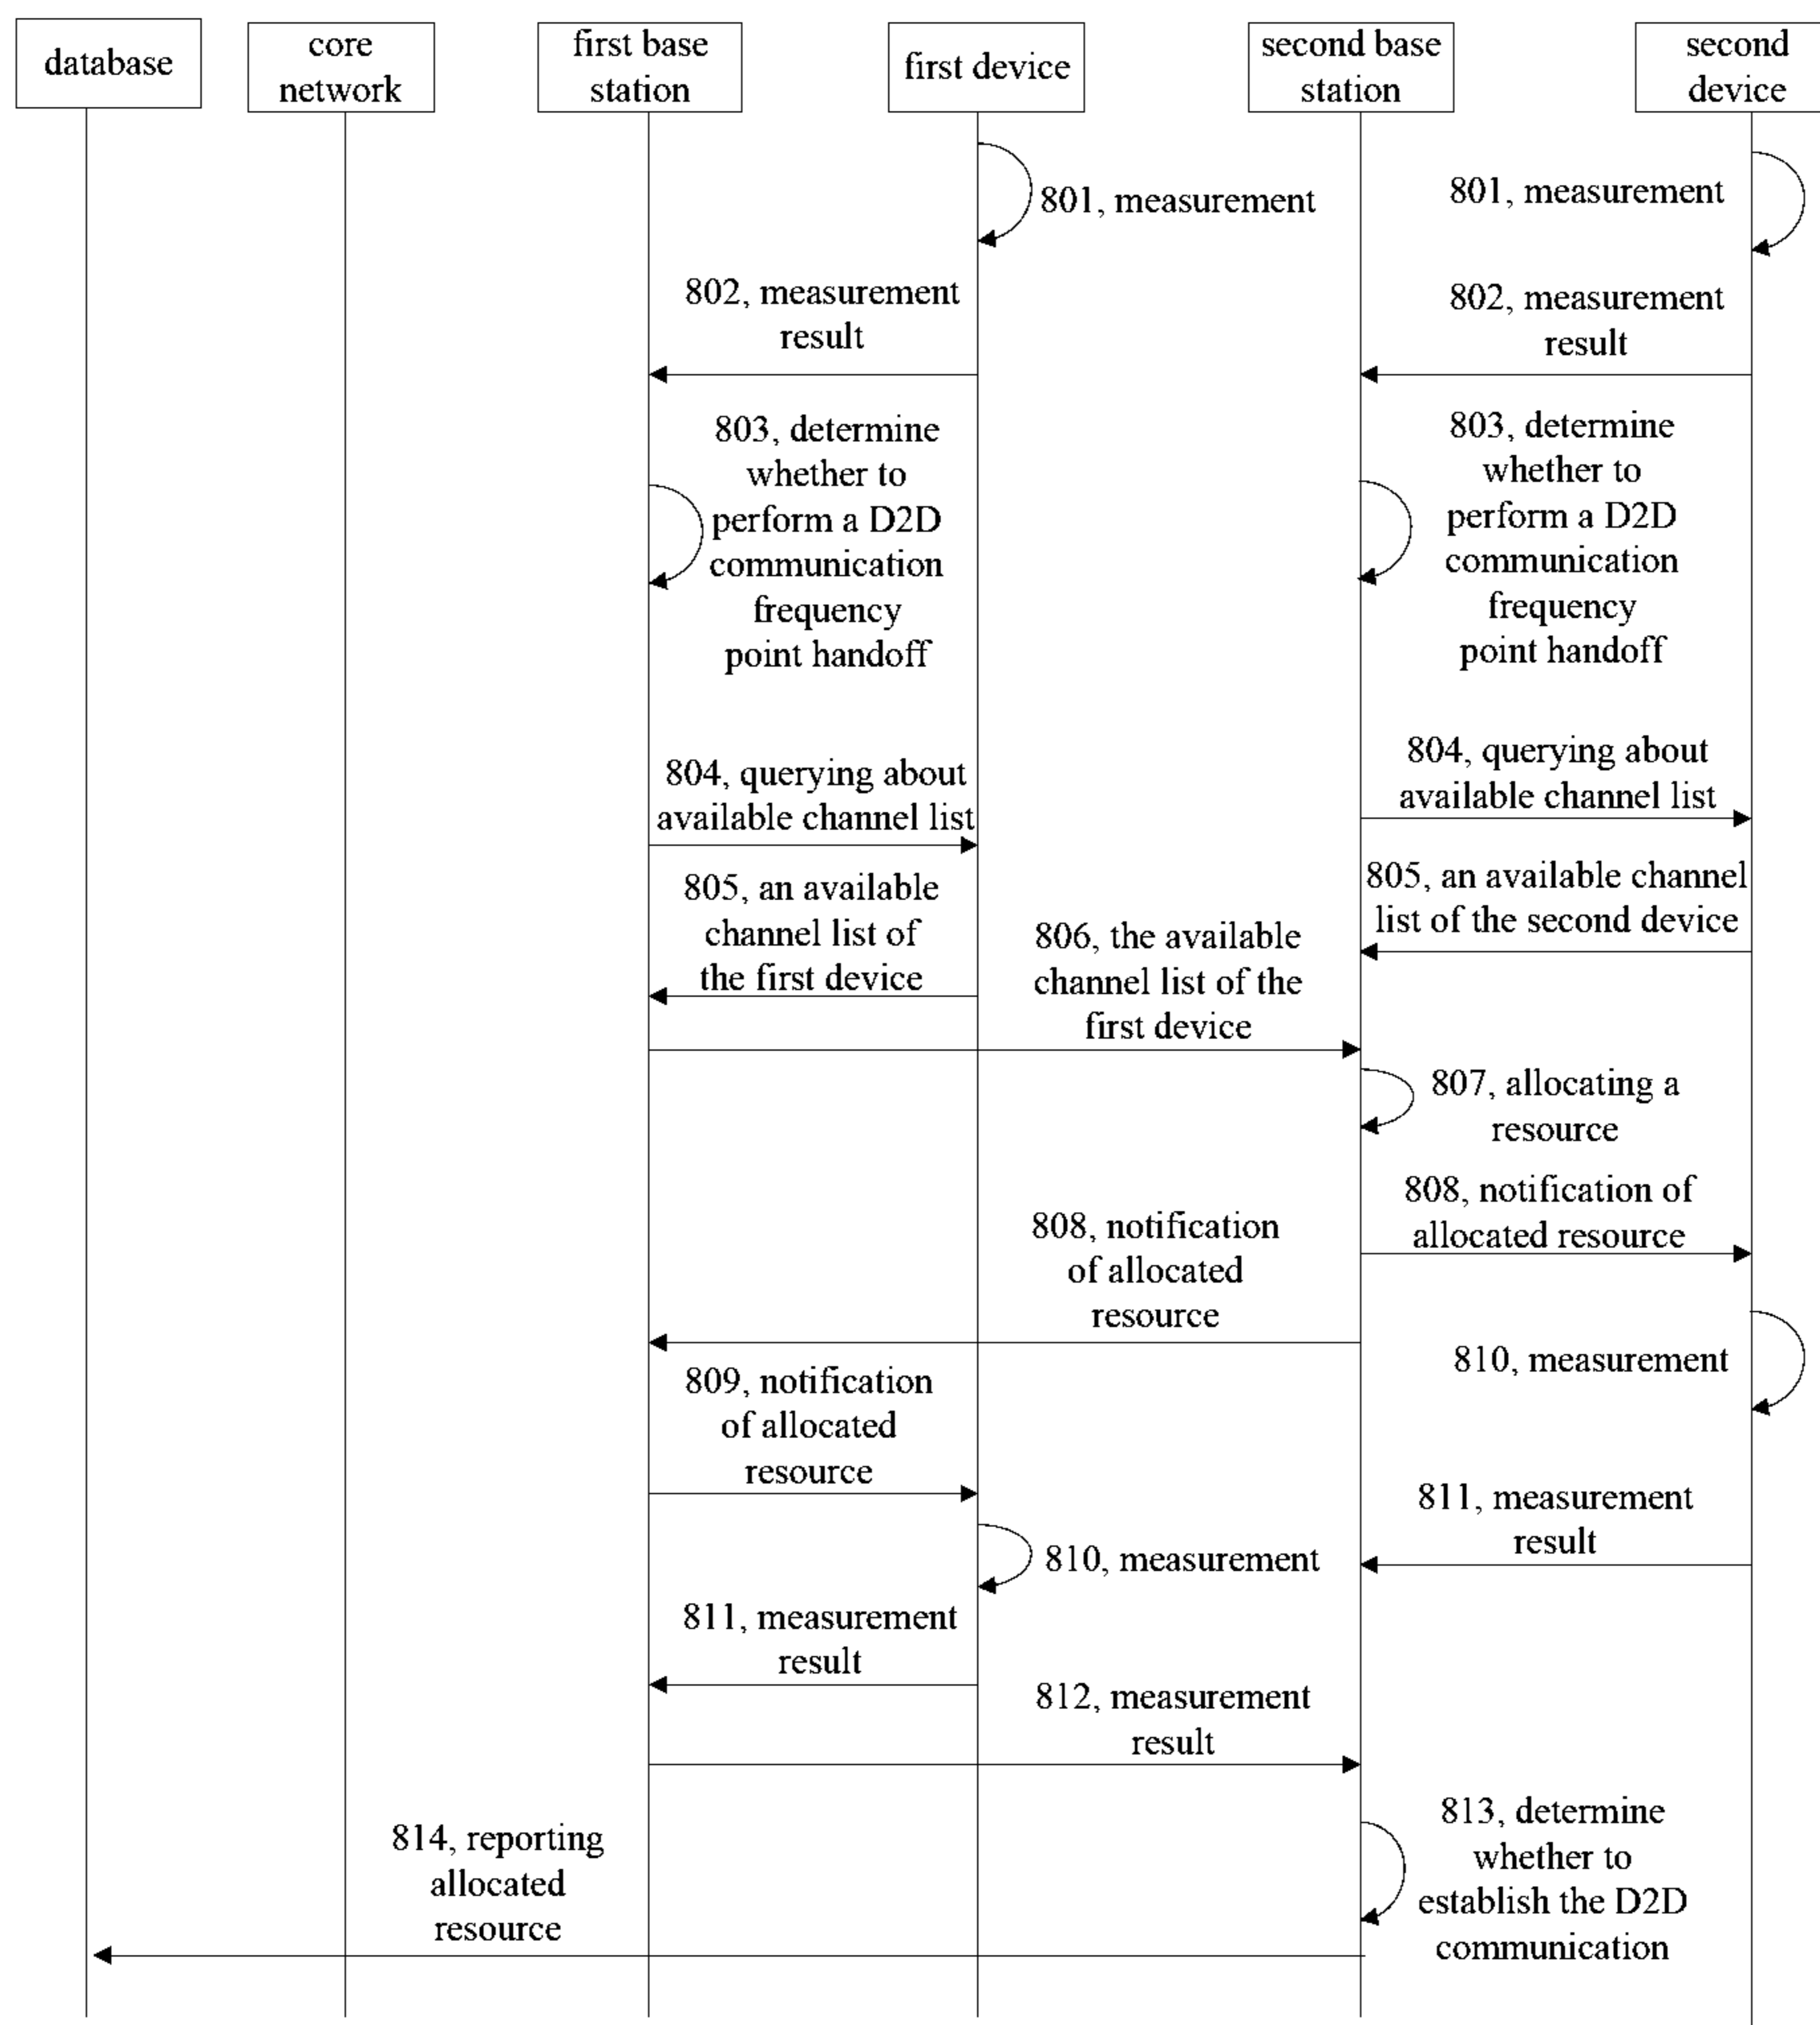 database
core
network
first base
station
first device
second base
station
second
device
801, measurement
801, measurement
802, measurement
result
802, measurement
result
803, determine
whether to
perform a D2D
communication
frequency
point handoff
803, determine
whether to
perform a D2D
communication
frequency
point handoff
804, querying about
available channel list
804, querying about
available channel list
805, an available
channel list of
the first device
805, an available channel
list of the second device
806, the available
channel list of the
first device
807, allocating a
resource
808, notification of
allocated resource
808, notification
of allocated
resource
809, notification
of allocated
resource
810, measurement
810, measurement
811, measurement
result
811, measurement
result
812, measurement
result
813, determine
whether to
establish the D2D
communication
814, reporting
allocated
resource